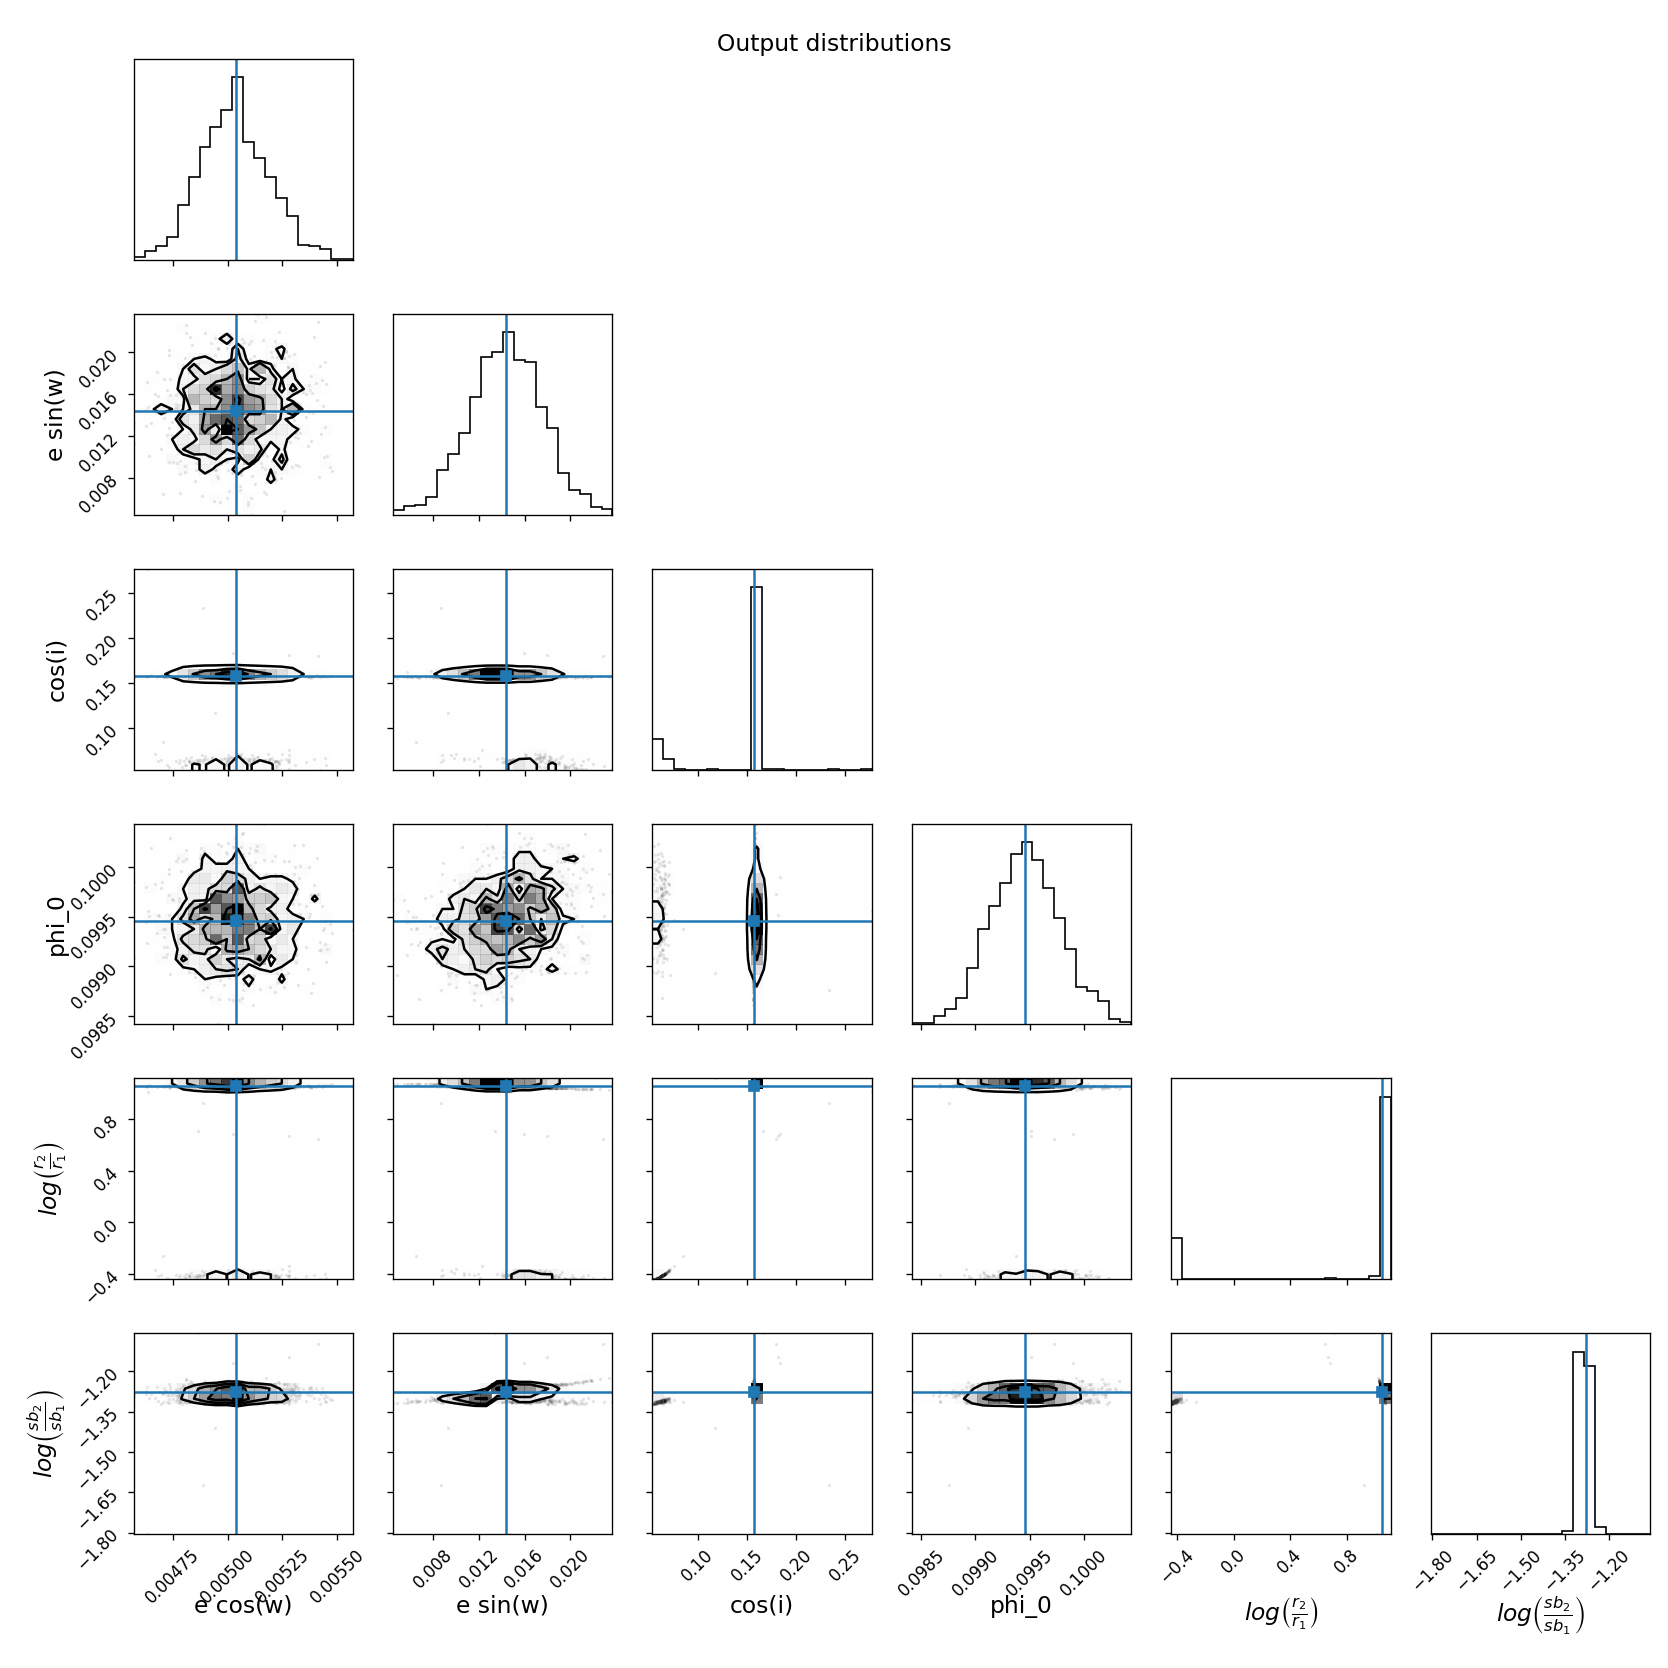 Output distributions
e sin(w)
0.020
0.016
0.012
0.008
cos(i)
0.25
0.20
0.15
0.10
phi_0
0.1000
0.0995
0.0990
0.0985
log(r2/r1)
0.8
0.4
0.0
−0.4
log(sb2/sb1)
−1.20
−1.35
−1.50
−1.65
−1.80
0.00475 0.00500 0.00525 0.00550
0.008 0.012 0.016 0.020
0.10 0.15 0.20 0.25
0.0985 0.0990 0.0995 0.1000
−0.4 0.0 0.4 0.8
−1.80 −1.65 −1.50 −1.35 −1.20
e cos(w) e sin(w) cos(i) phi_0 log(r2/r1) log(sb2/sb1)